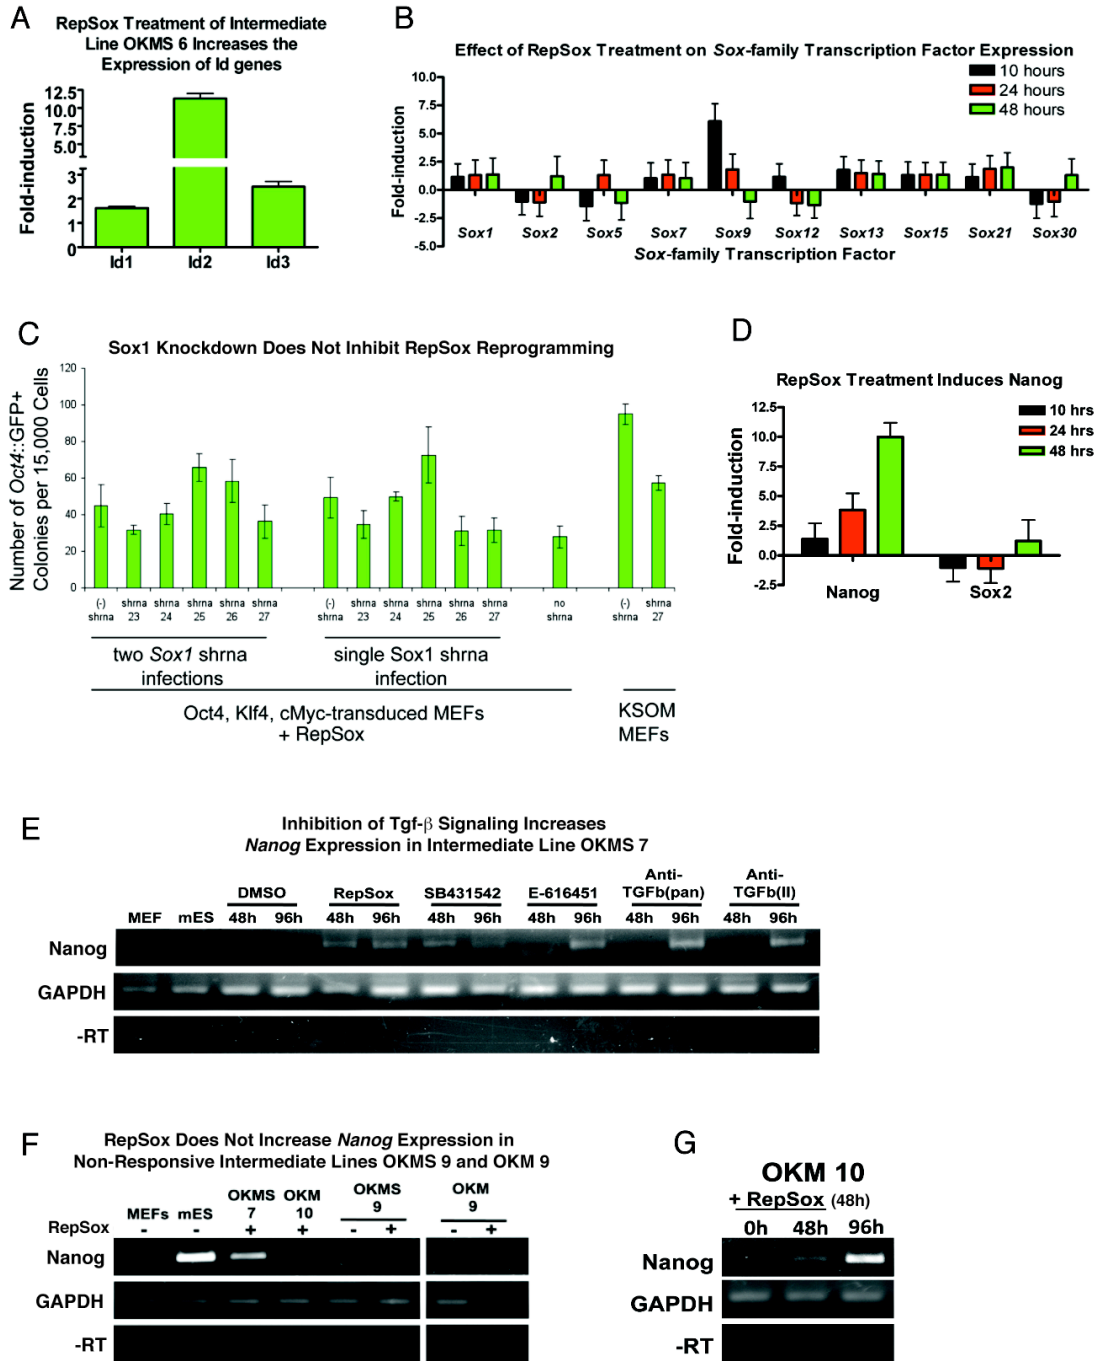 A
RepSox Treatment of Intermediate
Line OKMS 6 Increases the
Expression of Id genes
Fold-induction
12.5
10.0
7.5
5.0
3
2
1
0
Id1 Id2 Id3
B
Effect of RepSox Treatment on Sox-family Transcription Factor Expression
10 hours
24 hours
48 hours
Fold-induction
10.0
7.5
5.0
2.5
0.0
-2.5
-5.0
Sox1 Sox2 Sox5 Sox7 Sox9 Sox12 Sox13 Sox15 Sox21 Sox30
Sox-family Transcription Factor
C
Sox1 Knockdown Does Not Inhibit RepSox Reprogramming
Number of Oct4::GFP+
Colonies per 15,000 Cells
120
100
80
60
40
20
0
(-) shrna shrna shrna shrna shrna (-) shrna shrna shrna shrna shrna no (-) shrna
shrna 23 24 25 26 27 shrna 23 24 25 26 27 shrna shrna 27
two Sox1 shrna
infections
single Sox1 shrna
infection
Oct4, Klf4, cMyc-transduced MEFs
+ RepSox
KSOM
MEFs
D
RepSox Treatment Induces Nanog
10 hrs
24 hrs
48 hrs
Fold-induction
12.5
10.0
7.5
5.0
2.5
0.0
-2.5
Nanog Sox2
E
Inhibition of Tgf-β Signaling Increases
Nanog Expression in Intermediate Line OKMS 7
DMSO RepSox SB431542 E-616451 Anti-TGFb(pan) Anti-TGFb(II)
MEF mES 48h 96h 48h 96h 48h 96h 48h 96h 48h 96h 48h 96h
Nanog
GAPDH
-RT
F
RepSox Does Not Increase Nanog Expression in
Non-Responsive Intermediate Lines OKMS 9 and OKM 9
MEFs mES OKMS 7 OKM 10 OKMS 9 OKM 9
RepSox - - + + - + - +
Nanog
GAPDH
-RT
G
OKM 10
+ RepSox (48h)
0h 48h 96h
Nanog
GAPDH
-RT